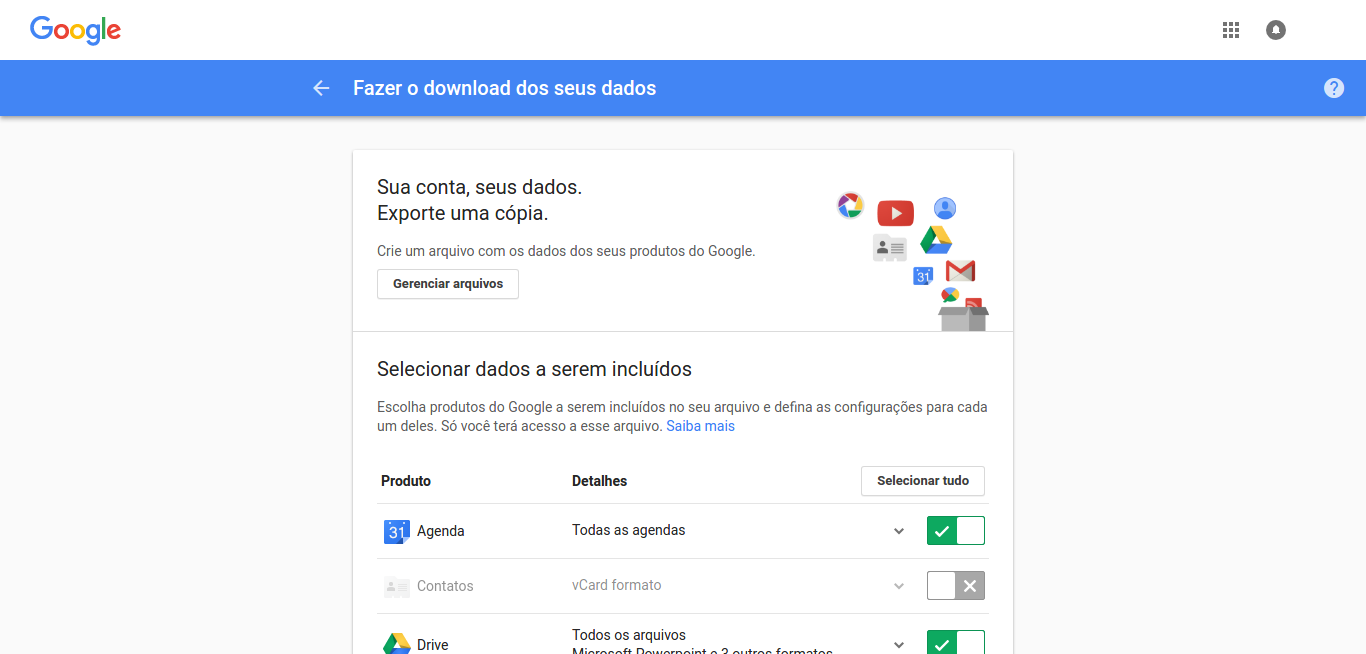 Google
Fazer o download dos seus dados
Sua conta, seus dados.
Exporte uma cópia.
Crie um arquivo com os dados dos seus produtos do Google.
Gerenciar arquivos
31
Selecionar dados a serem incluídos
Escolha produtos do Google a serem incluídos no seu arquivo e defina as configurações para cada
um deles. Só você terá acesso a esse arquivo. Saiba mais
Produto Detalhes Selecionar tudo
31 Agenda Todas as agendas
Contatos vCard formato
Drive Todos os arquivos
Microsoft Powerpoint e 3 outros formatos